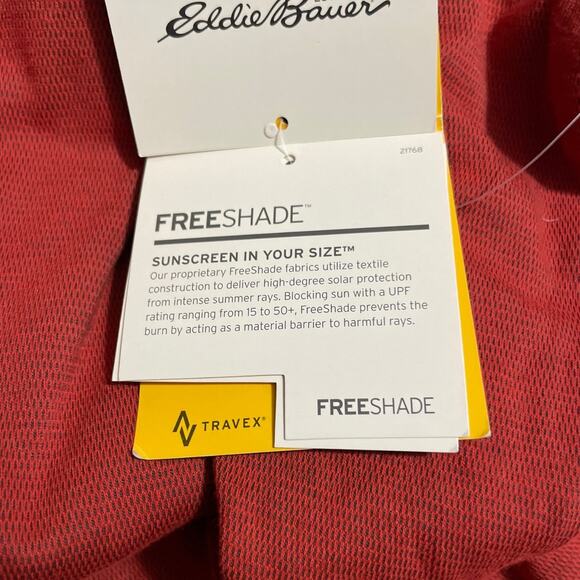 Eddie Bauer
21768
FREESHADE™
SUNSCREEN IN YOUR SIZE™
Our proprietary FreeShade fabrics utilize textile
construction to deliver high-degree solar protection
from intense summer rays. Blocking sun with a UPF
rating ranging from 15 to 50+, FreeShade prevents the
burn by acting as a material barrier to harmful rays.
FREESHADE
TRAVEX®